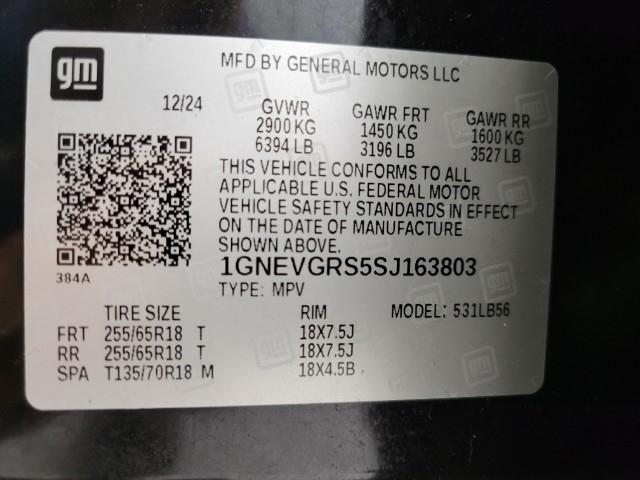 gm
MFD BY GENERAL MOTORS LLC
12/24 GVWR GAWR FRT GAWR RR
2900 KG 1450 KG 1600 KG
6394 LB 3196 LB 3527 LB
THIS VEHICLE CONFORMS TO ALL
APPLICABLE U.S. FEDERAL MOTOR
VEHICLE SAFETY STANDARDS IN EFFECT
ON THE DATE OF MANUFACTURE
SHOWN ABOVE
384A
1GNEVGRS5SJ163803
TYPE: MPV
TIRE SIZE RIM MODEL: 531LB56
FRT 255/65R18 T 18X7.5J
RR 255/65R18 T 18X7.5J
SPA T135/70R18 M 18X4.5B